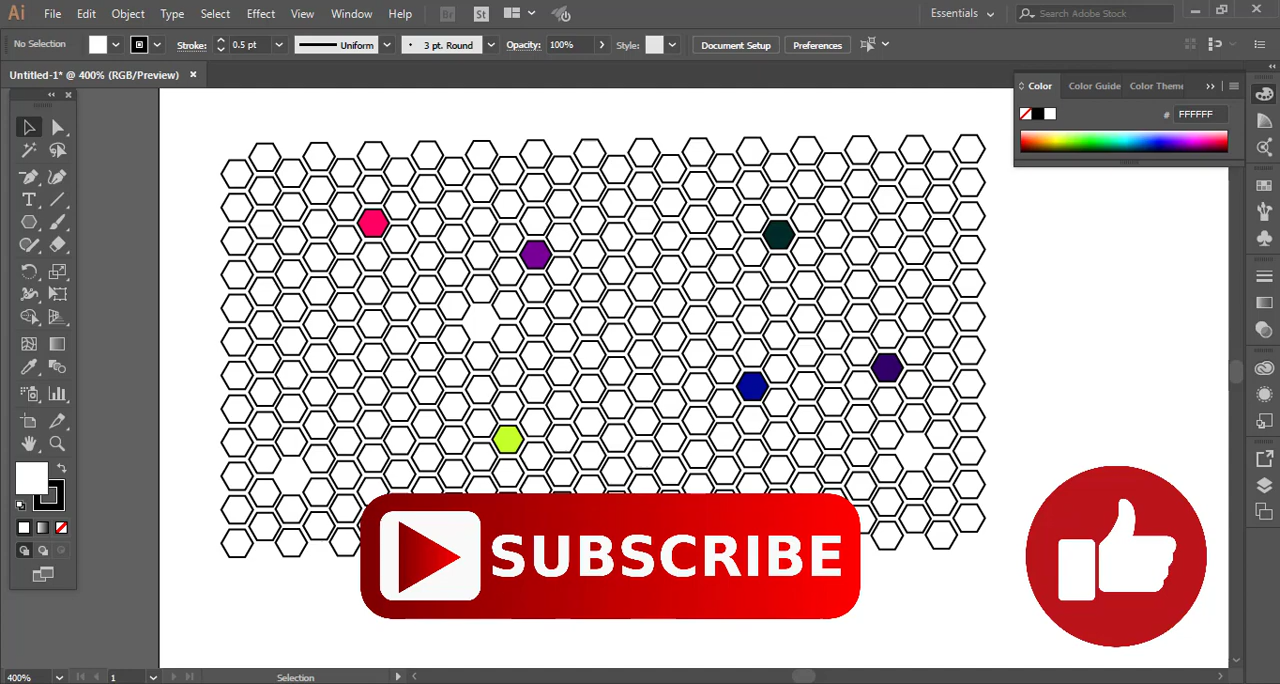 Ai File Edit Object Type Select Effect View Window Help Br St Essentials Search Adobe Stock
No Selection Stroke: 0.5 pt Uniform 3 pt. Round Opacity: 100% Style: Document Setup Preferences
Untitled-1* @ 400% (RGB/Preview)
Color Color Guide Color Theme
# FFFFFF
T
SUBSCRIBE
400% 1 Selection